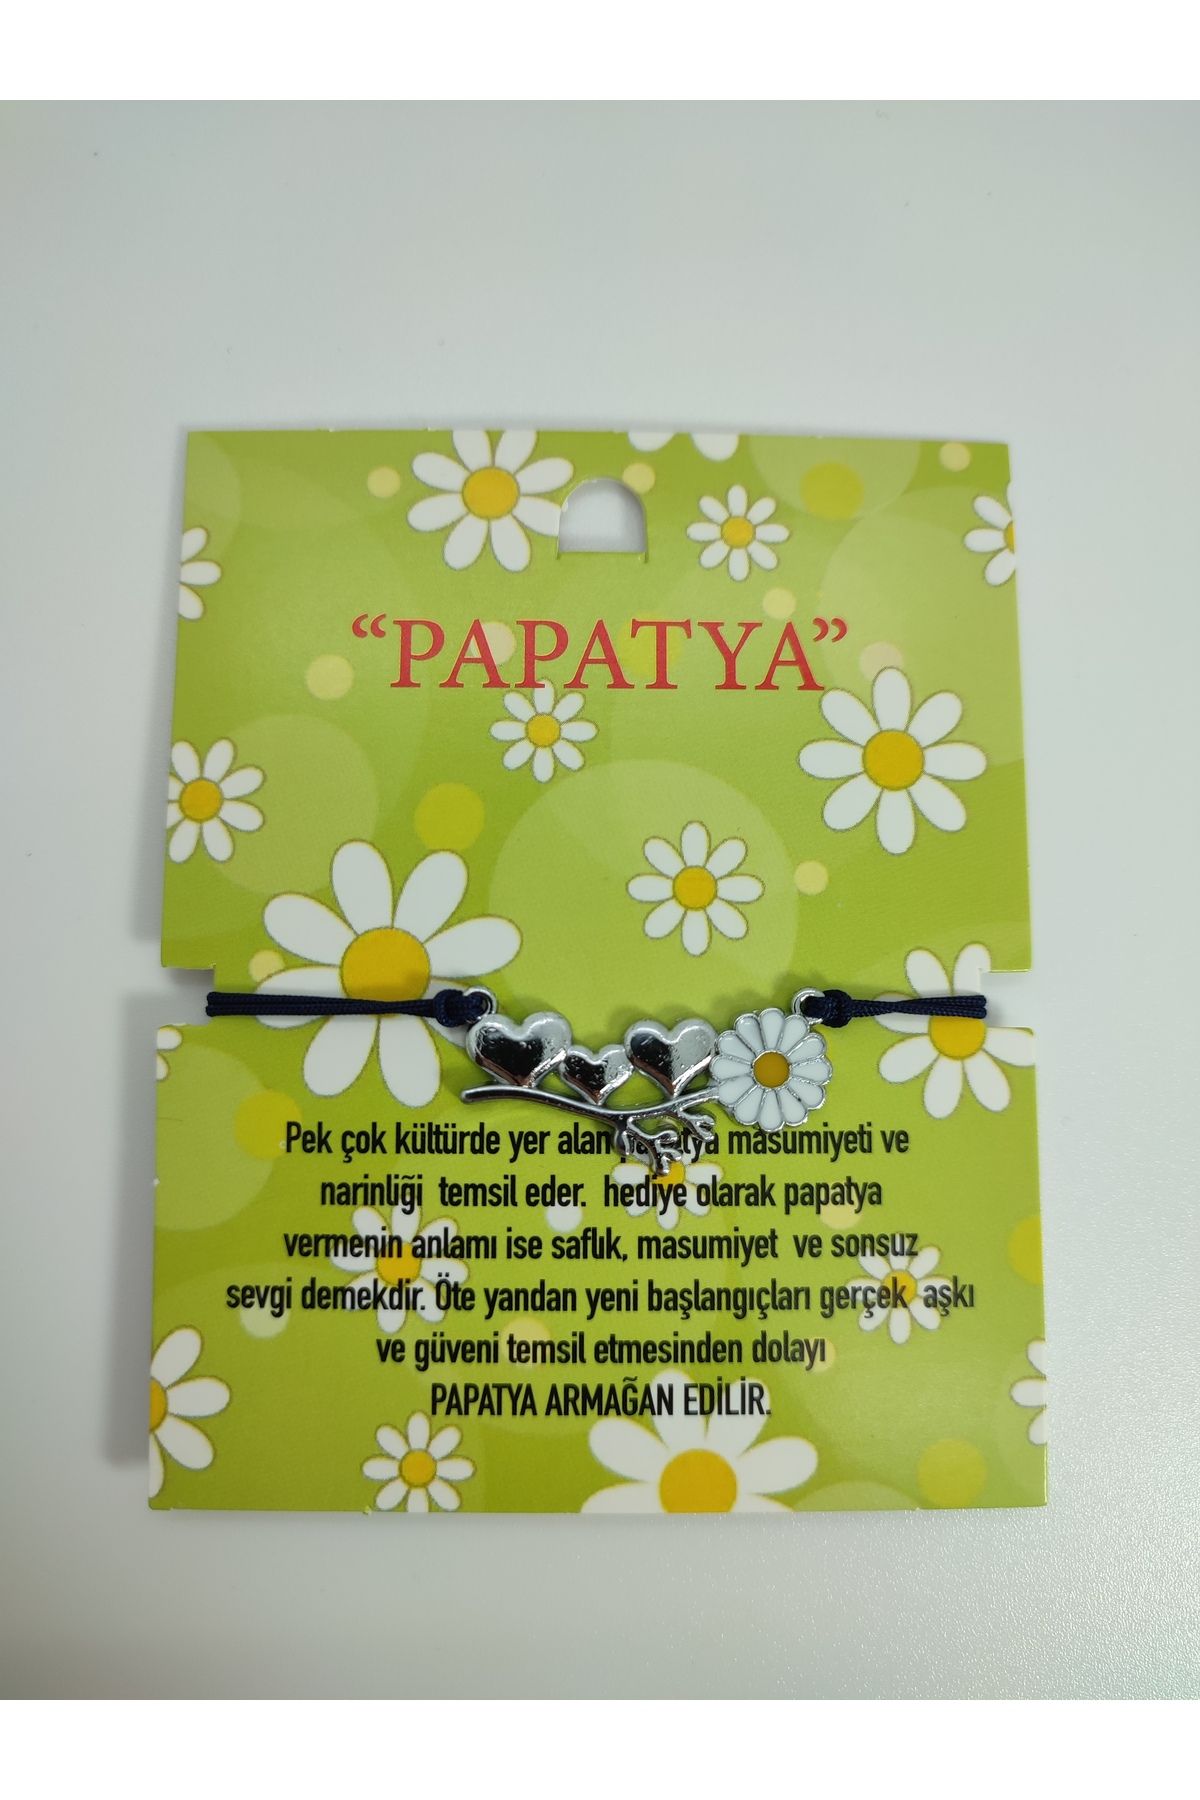 “PAPATYA”
Pek çok kültürde yer alan papatya masumiyeti ve
narinliği temsil eder. hediye olarak papatya
vermenin anlamı ise saflık, masumiyet ve sonsuz
sevgi demekdir. Öte yandan yeni başlangıçları gerçek aşkı
ve güveni temsil etmesinden dolayı
PAPATYA ARMAĞAN EDİLİR.